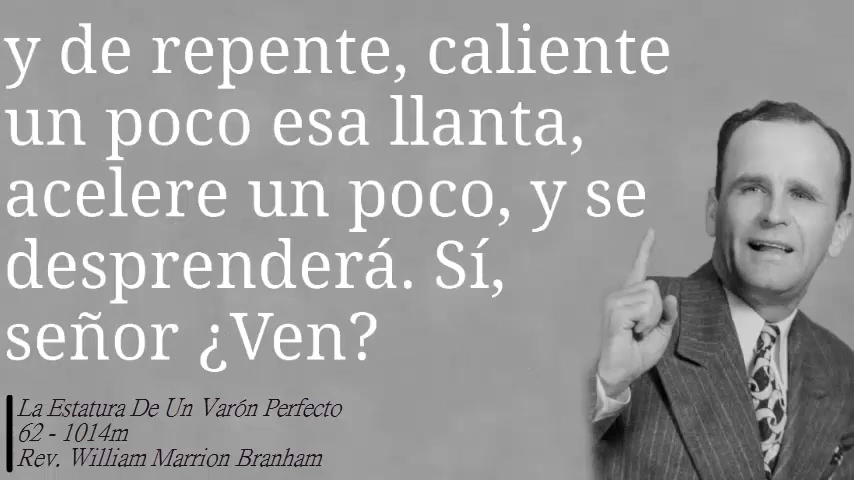 y de repente, caliente
un poco esa llanta,
acelere un poco, y se
desprenderá. Sí,
señor ¿Ven?
La Estatura De Un Varón Perfecto
62 - 1014m
Rev. William Marrion Branham